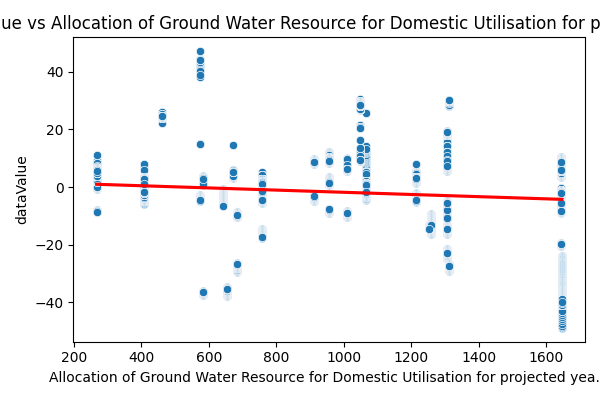 ue vs Allocation of Ground Water Resource for Domestic Utilisation for p
40
20
0
−20
−40
dataValue
200 400 600 800 1000 1200 1400 1600
Allocation of Ground Water Resource for Domestic Utilisation for projected yea.